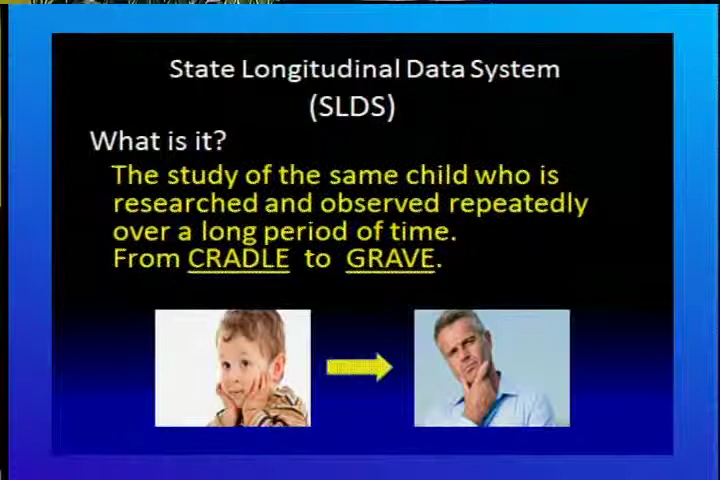 State Longitudinal Data System
(SLDS)
What is it?
The study of the same child who is
researched and observed repeatedly
over a long period of time.
From CRADLE to GRAVE.